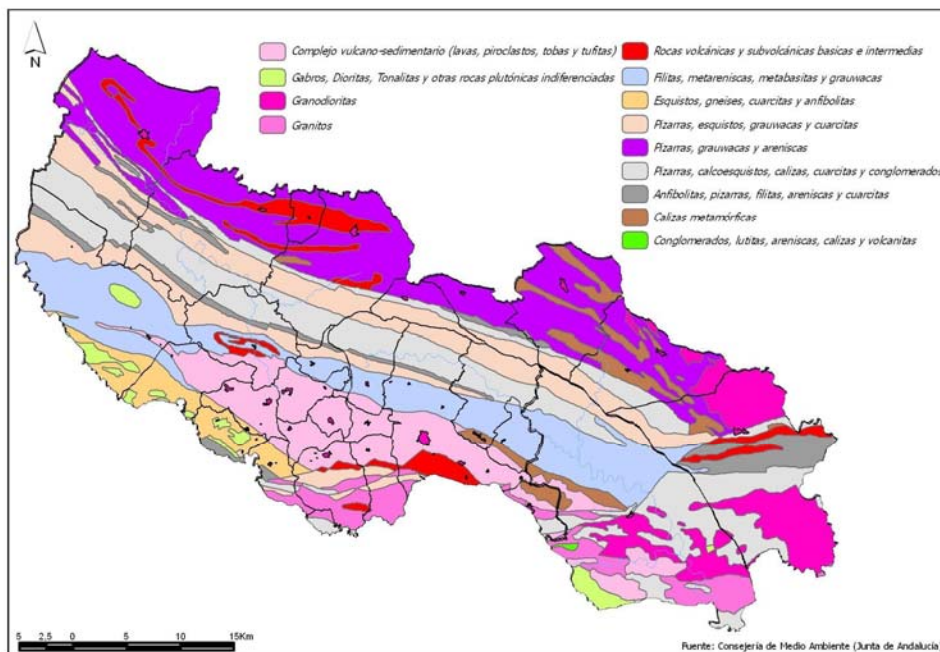 N
Complejo vulcano-sedimentario (lavas, piroclastos, tobas y tufitas)
Gabros, Dioritas, Tonalitas y otras rocas plutónicas indiferenciadas
Granodioritas
Granitos
Rocas volcánicas y subvolcánicas basicas e intermedias
Filitas, metareniscas, metabasitas y grauwacas
Esquistos, gneises, cuarcitas y anfibolitas
Pizarras, esquistos, grauwacas y cuarcitas
Pizarras, grauwacas y areniscas
Pizarras, calcoesquistos, calizas, cuarcitas y conglomerados
Anfibolitas, pizarras, filitas, areniscas y cuarcitas
Calizas metamórficas
Conglomerados, lutitas, areniscas, calizas y volcanitas
5 2,5 0 5 10 15Km
Fuente: Consejería de Medio Ambiente (Junta de Andalucía)